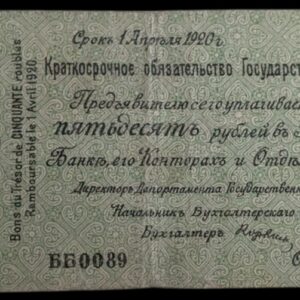 Bons du Trésor de CINQUANTE roubles
Remboursable le 1 Avril 1920.
Срокъ 1 Апрѣля 1920 г.
Краткосрочное обязательство Государст
Предъявителю сего уплачивае
пятьдесятъ рублей въ
Банкѣ, его Конторахъ и Отдѣ
Директоръ Департамента Государственн
Начальникъ Бухгалтерского
Бухгалтеръ
ББ0089